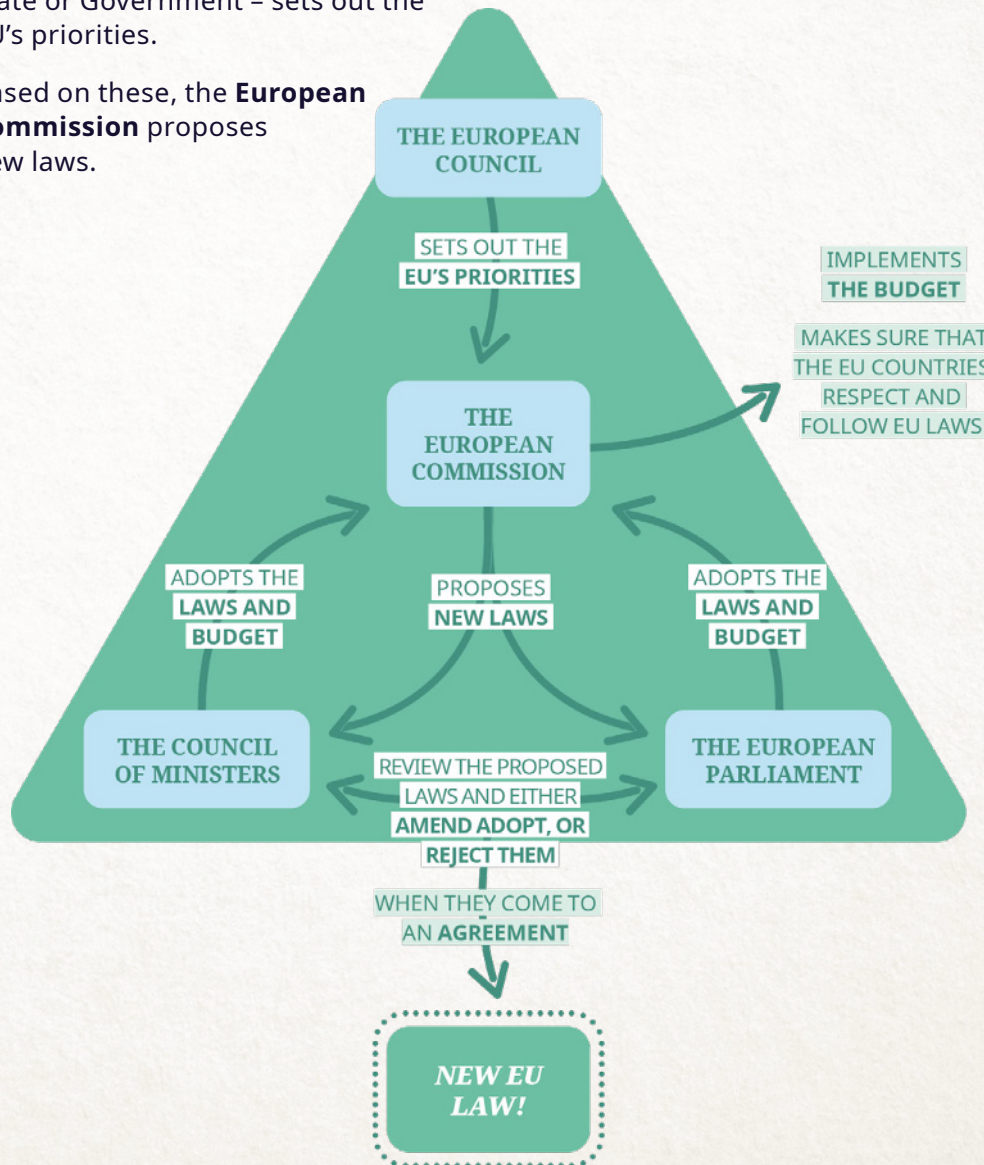 ate or Government – sets out the
U's priorities.
ased on these, the European
ommission proposes
ew laws.
THE EUROPEAN
COUNCIL
SETS OUT THE
EU'S PRIORITIES
IMPLEMENTS
THE BUDGET
MAKES SURE THAT
THE EU COUNTRIES
RESPECT AND
FOLLOW EU LAWS
THE
EUROPEAN
COMMISSION
ADOPTS THE
LAWS AND
BUDGET
PROPOSES
NEW LAWS
ADOPTS THE
LAWS AND
BUDGET
THE COUNCIL
OF MINISTERS
THE EUROPEAN
PARLIAMENT
REVIEW THE PROPOSED
LAWS AND EITHER
AMEND ADOPT, OR
REJECT THEM
WHEN THEY COME TO
AN AGREEMENT
NEW EU
LAW!